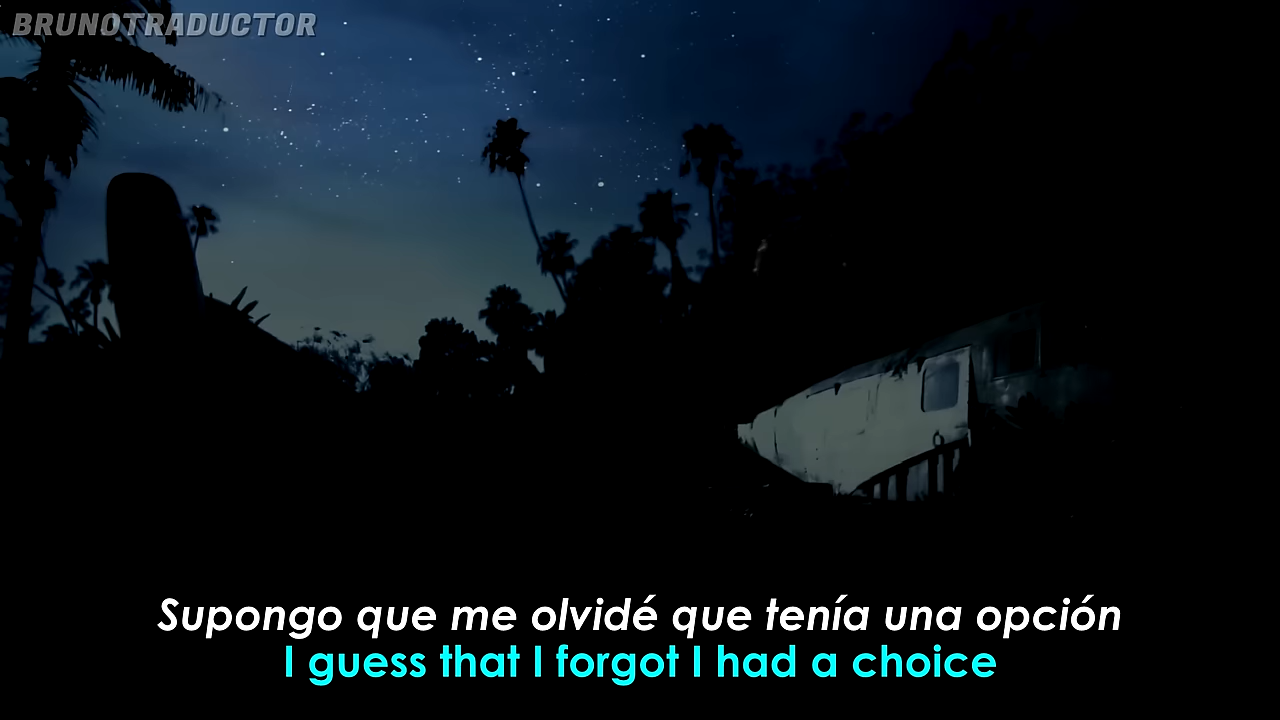 BRUNOTRADUCTOR
Supongo que me olvidé que tenía una opción
I guess that I forgot I had a choice